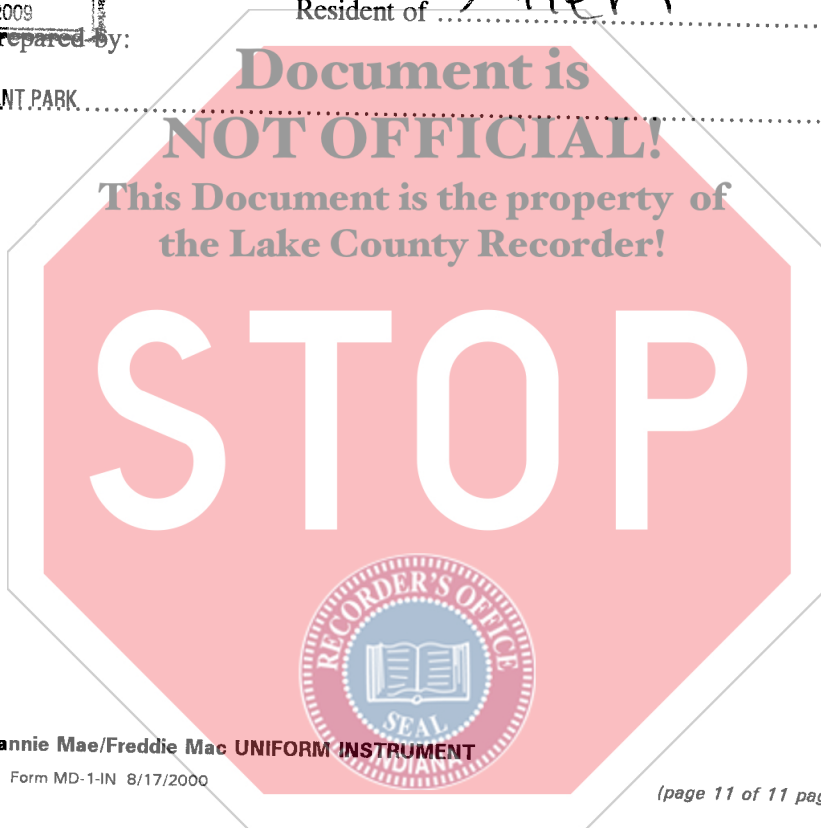 2009
Resident of
repared by:
Document is
NT PARK
NOT OFFICIAL!
This Document is the property of
the Lake County Recorder!
STOP
RECORDER'S OFFICE
SEAL
INDIANA
annie Mae/Freddie Mac UNIFORM INSTRUMENT
Form MD-1-IN 8/17/2000
(page 11 of 11 pag